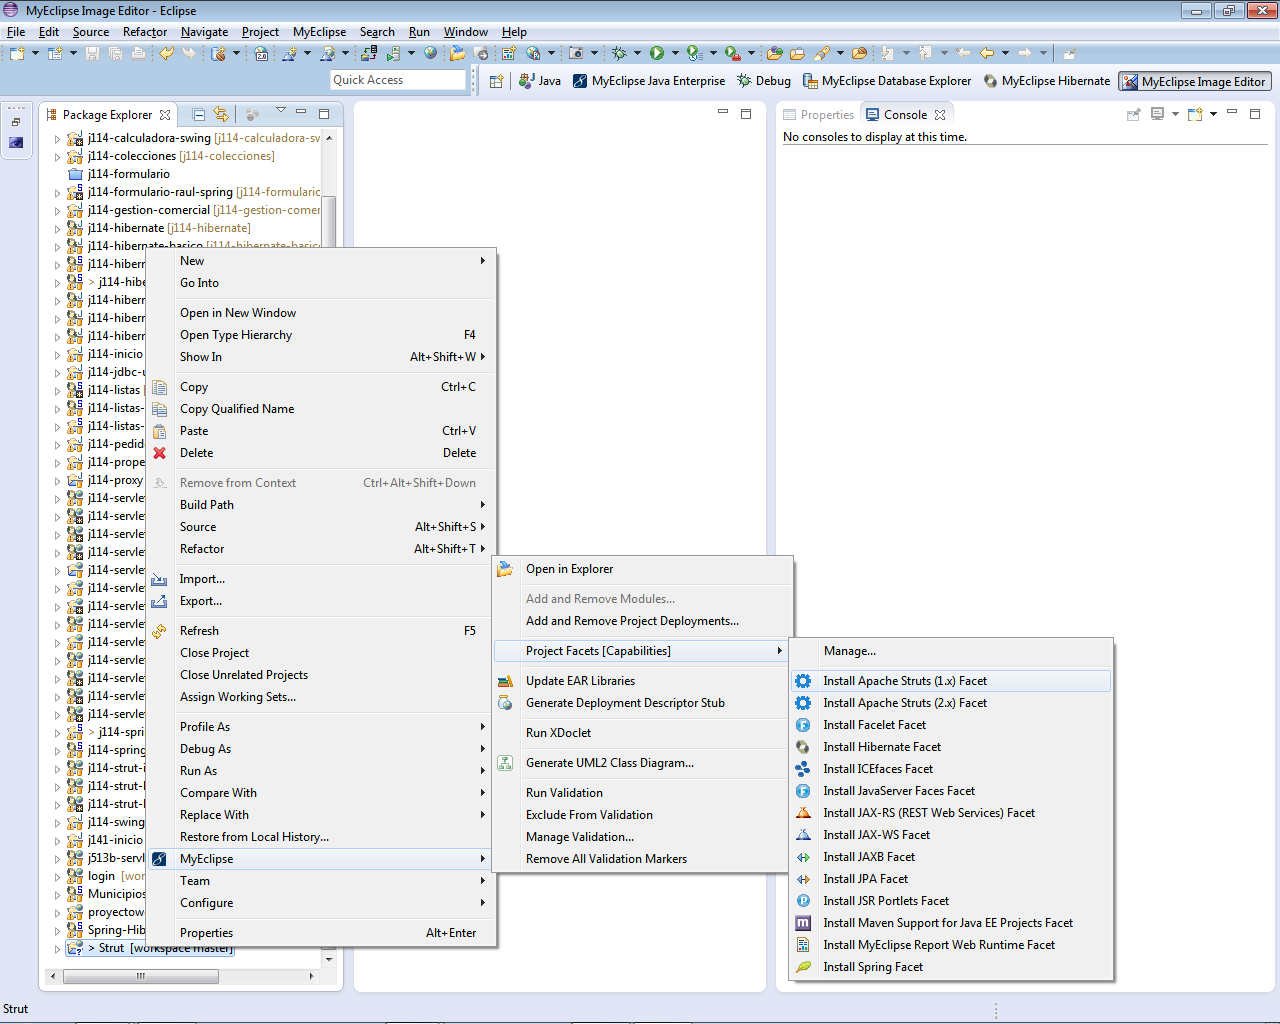 MyEclipse Image Editor - Eclipse
File Edit Source Refactor Navigate Project MyEclipse Search Run Window Help
Quick Access
Java MyEclipse Java Enterprise Debug MyEclipse Database Explorer MyEclipse Hibernate MyEclipse Image Editor
Package Explorer
j114-calculadora-swing [j114-calculadora-sv
j114-colecciones [j114-colecciones]
j114-formulario
j114-formulario-raul-spring [j114-formularic
j114-gestion-comercial [j114-gestion-comer
j114-hibernate [j114-hibernate]
j114-hibernate-basico [j114-hibernate-basico
j114-hibern
> j114-hibe
j114-hibern
j114-hibern
j114-hibern
j114-inicio
j114-jdbc-u
j114-listas [
j114-listas-
j114-listas-
j114-pedid
j114-prope
j114-proxy
j114-servle
j114-servle
j114-servle
j114-servle
j114-servle
j114-servle
j114-servle
j114-servle
j114-servle
j114-servle
j114-servle
j114-servle
j114-servle
> j114-spri
j114-spring
j114-strut-i
j114-strut-l
j114-strut-l
j114-swing
j141-inicio
j513b-servl
login [wor
Municipios
proyectow
Spring-Hib
> Strut [workspace master]
New
Go Into
Open in New Window
Open Type Hierarchy F4
Show In Alt+Shift+W
Copy Ctrl+C
Copy Qualified Name
Paste Ctrl+V
Delete Delete
Remove from Context Ctrl+Alt+Shift+Down
Build Path
Source Alt+Shift+S
Refactor Alt+Shift+T
Import...
Export...
Refresh F5
Close Project
Close Unrelated Projects
Assign Working Sets...
Profile As
Debug As
Run As
Compare With
Replace With
Restore from Local History...
MyEclipse
Team
Configure
Properties Alt+Enter
Open in Explorer
Add and Remove Modules...
Add and Remove Project Deployments...
Project Facets [Capabilities]
Update EAR Libraries
Generate Deployment Descriptor Stub
Run XDoclet
Generate UML2 Class Diagram...
Run Validation
Exclude From Validation
Manage Validation...
Remove All Validation Markers
Manage...
Install Apache Struts (1.x) Facet
Install Apache Struts (2.x) Facet
Install Facelet Facet
Install Hibernate Facet
Install ICEfaces Facet
Install JavaServer Faces Facet
Install JAX-RS (REST Web Services) Facet
Install JAX-WS Facet
Install JAXB Facet
Install JPA Facet
Install JSR Portlets Facet
Install Maven Support for Java EE Projects Facet
Install MyEclipse Report Web Runtime Facet
Install Spring Facet
Properties Console
No consoles to display at this time.
Strut